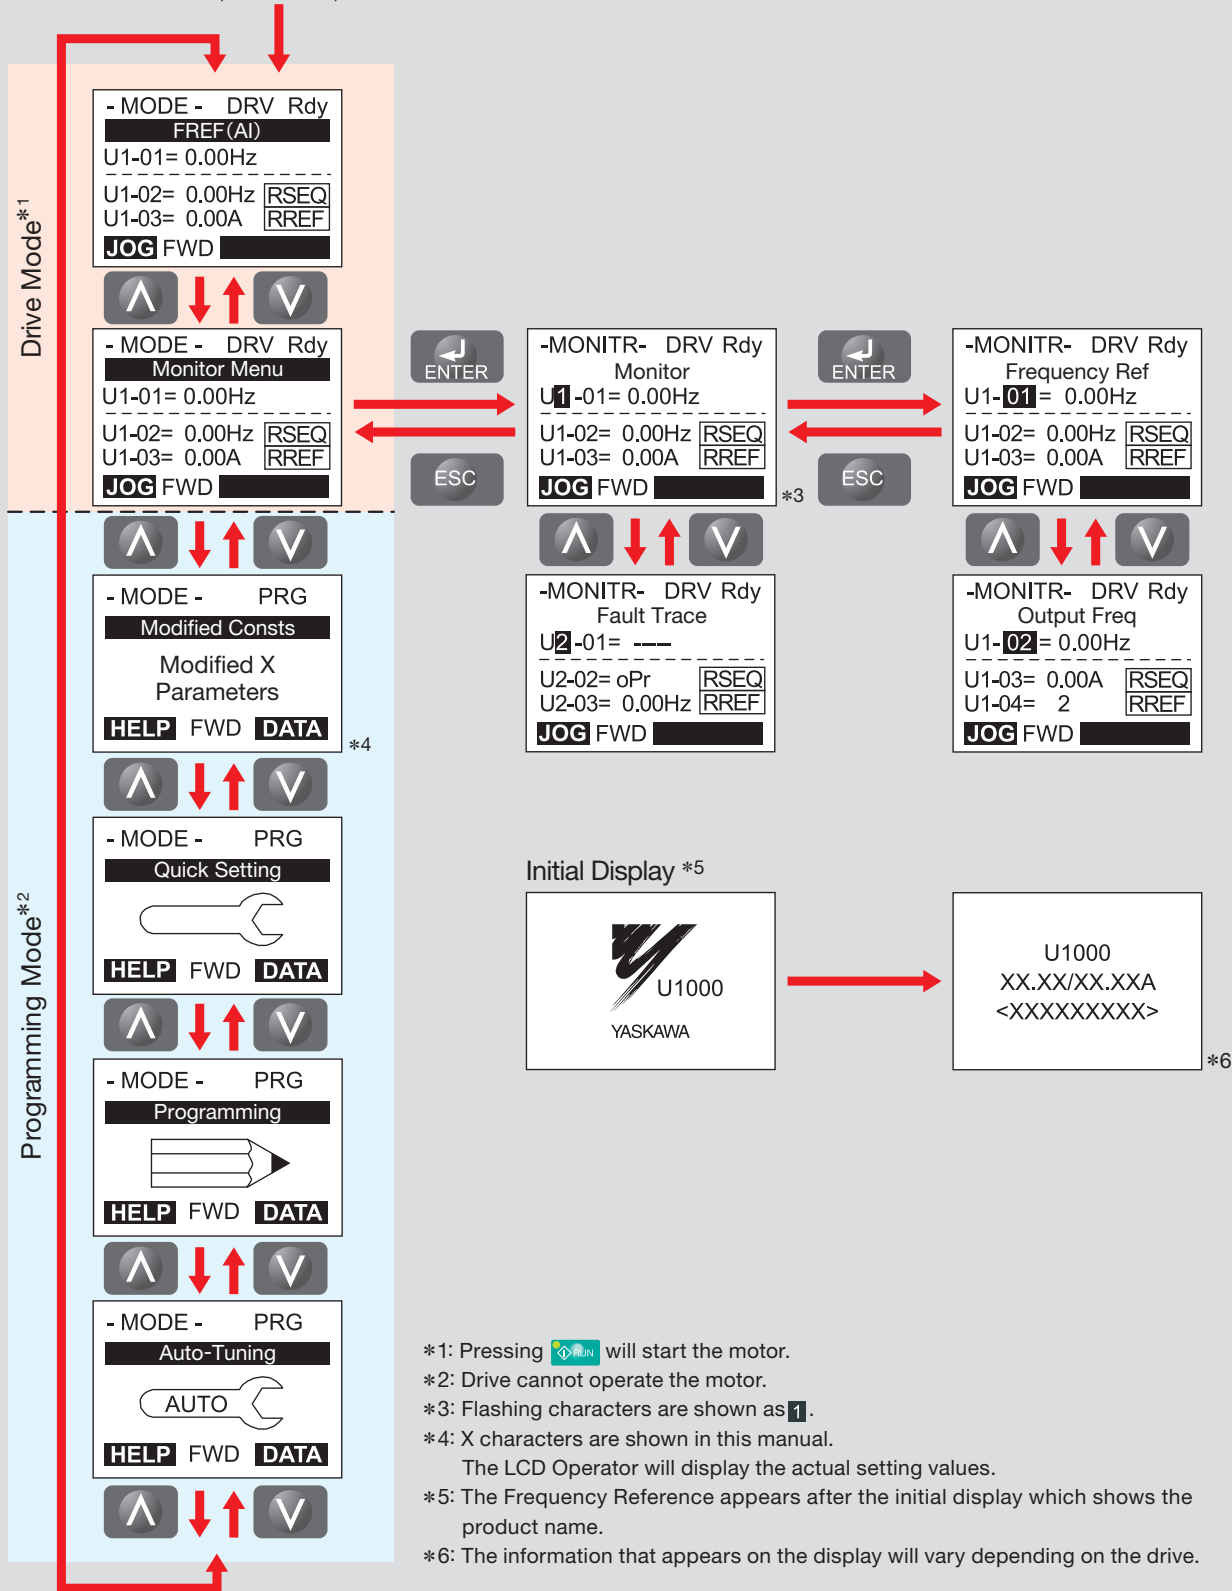 Drive Mode*1
- MODE - DRV Rdy
FREF(AI)
U1-01= 0.00Hz
U1-02= 0.00Hz RSEQ
U1-03= 0.00A RREF
JOG FWD
- MODE - DRV Rdy
Monitor Menu
U1-01= 0.00Hz
U1-02= 0.00Hz RSEQ
U1-03= 0.00A RREF
JOG FWD
ENTER
ESC
-MONITR- DRV Rdy
Monitor
U1 -01= 0.00Hz
U1-02= 0.00Hz RSEQ
U1-03= 0.00A RREF
JOG FWD
*3
ENTER
ESC
-MONITR- DRV Rdy
Frequency Ref
U1- 01 = 0.00Hz
U1-02= 0.00Hz RSEQ
U1-03= 0.00A RREF
JOG FWD
-MONITR- DRV Rdy
Fault Trace
U2 -01= ----
U2-02= oPr RSEQ
U2-03= 0.00Hz RREF
JOG FWD
-MONITR- DRV Rdy
Output Freq
U1- 02 = 0.00Hz
U1-03= 0.00A RSEQ
U1-04= 2 RREF
JOG FWD
Programming Mode*2
- MODE - PRG
Modified Consts
Modified X
Parameters
HELP FWD DATA
*4
- MODE - PRG
Quick Setting
HELP FWD DATA
- MODE - PRG
Programming
HELP FWD DATA
- MODE - PRG
Auto-Tuning
AUTO
HELP FWD DATA
Initial Display *5
U1000
YASKAWA
U1000
XX.XX/XX.XXA
<XXXXXXXXX>
*6
*1: Pressing RUN will start the motor.
*2: Drive cannot operate the motor.
*3: Flashing characters are shown as 1 .
*4: X characters are shown in this manual.
The LCD Operator will display the actual setting values.
*5: The Frequency Reference appears after the initial display which shows the
product name.
*6: The information that appears on the display will vary depending on the drive.